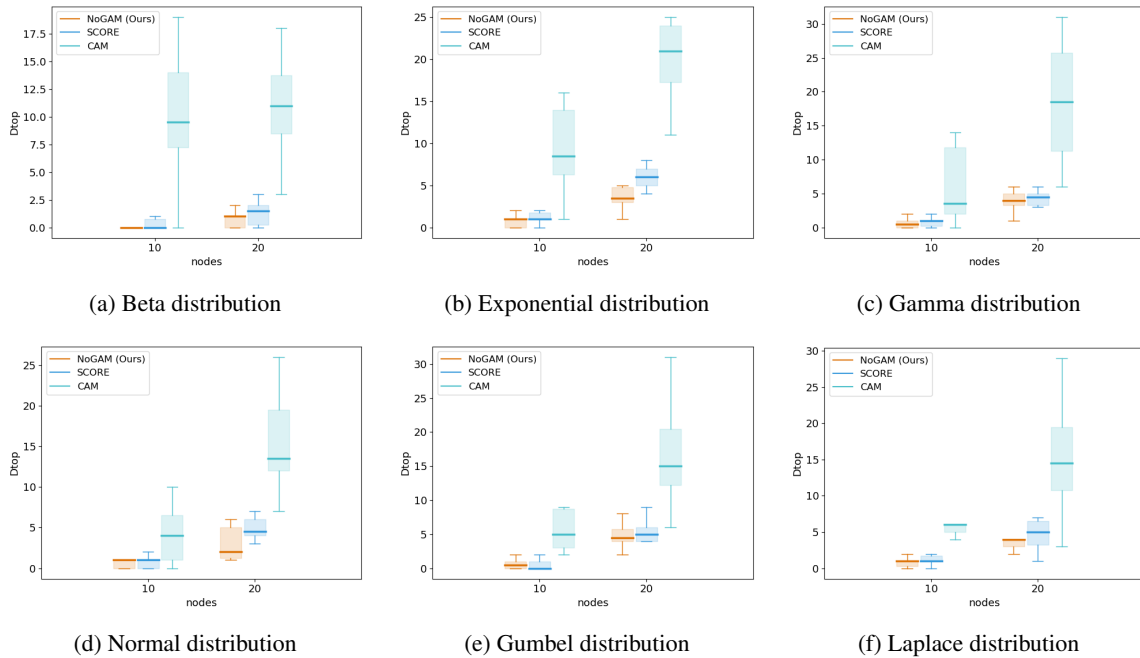 NoGAM (Ours)
SCORE
CAM
17.5
15.0
12.5
10.0
7.5
5.0
2.5
0.0
Dtop
10
20
nodes
(a) Beta distribution
NoGAM (Ours)
SCORE
CAM
25
20
15
10
5
0
Dtop
10
20
nodes
(b) Exponential distribution
NoGAM (Ours)
SCORE
CAM
30
25
20
15
10
5
0
Dtop
10
20
nodes
(c) Gamma distribution
NoGAM (Ours)
SCORE
CAM
25
20
15
10
5
0
Dtop
10
20
nodes
(d) Normal distribution
NoGAM (Ours)
SCORE
CAM
30
25
20
15
10
5
0
Dtop
10
20
nodes
(e) Gumbel distribution
NoGAM (Ours)
SCORE
CAM
30
25
20
15
10
5
0
Dtop
10
20
nodes
(f) Laplace distribution